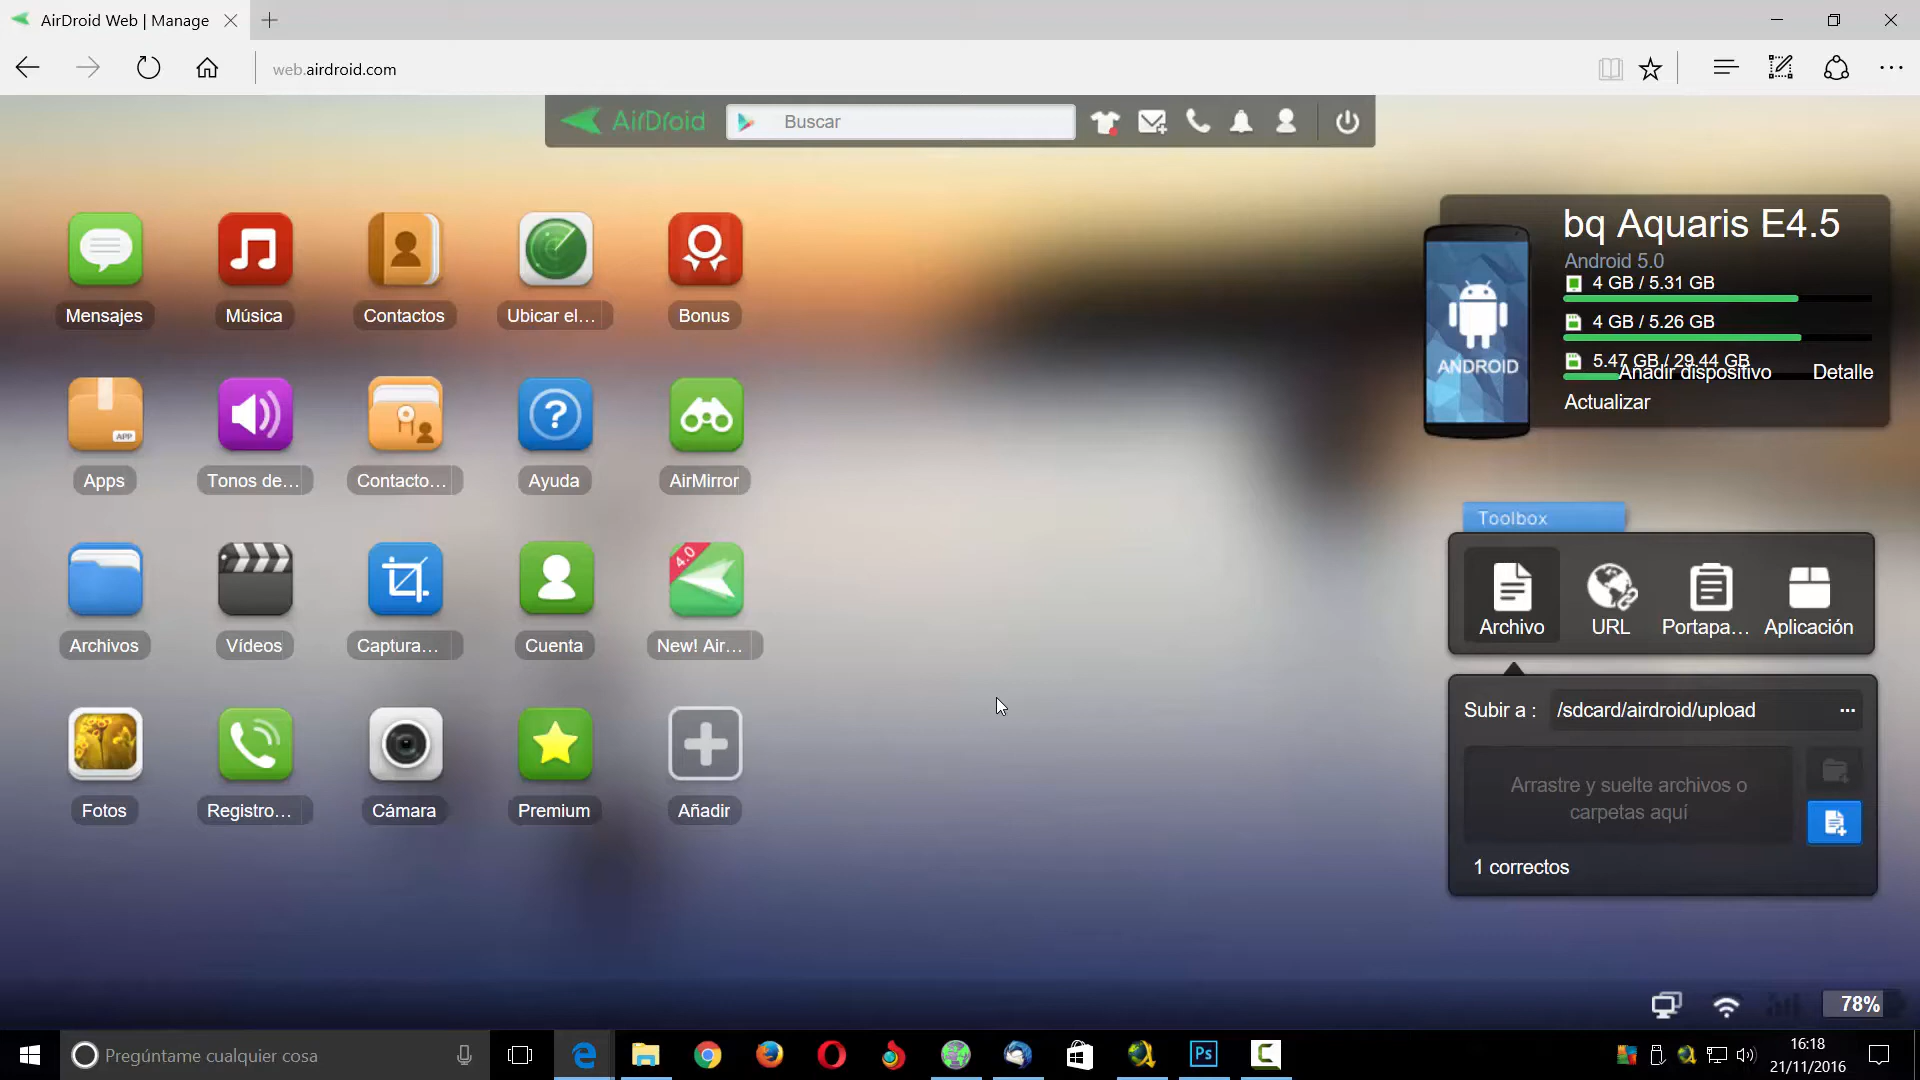 AirDroid Web | Manage
web.airdroid.com
AirDroid
Buscar
Mensajes
Música
Contactos
Ubicar el...
Bonus
APP
Apps
Tonos de...
Contacto...
Ayuda
AirMirror
4.0
Archivos
Vídeos
Captura...
Cuenta
New! Air...
Fotos
Registro...
Cámara
Premium
Añadir
bq Aquaris E4.5
Android 5.0
4 GB / 5.31 GB
4 GB / 5.26 GB
5.47 GB / 29.44 GB
Añadir dispositivo
Detalle
Actualizar
ANDROID
Toolbox
Archivo
URL
Portapa...
Aplicación
Subir a :
/sdcard/airdroid/upload
...
Arrastre y suelte archivos o
carpetas aquí
1 correctos
78%
Pregúntame cualquier cosa
Ps
16:18
21/11/2016